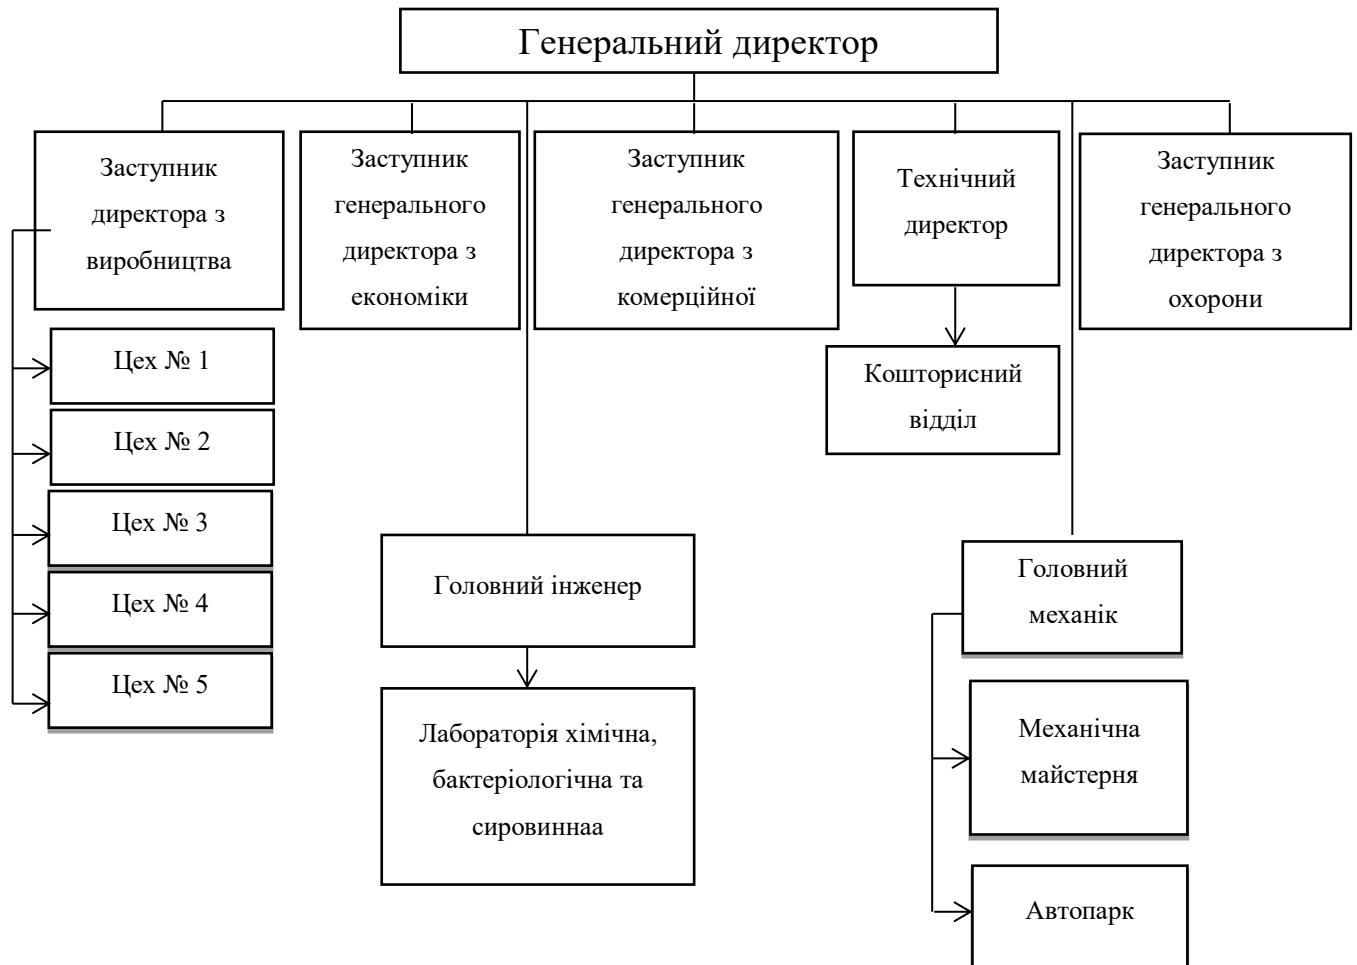 Генеральний директор
Заступник
директора з
виробництва
Заступник
генерального
директора з
економіки
Заступник
генерального
директора з
комерційної
Технічний
директор
Заступник
генерального
директора з
охорони
Цех № 1
Цех № 2
Цех № 3
Цех № 4
Цех № 5
Кошторисний
відділ
Головний інженер
Лабораторія хімічна,
бактеріологічна та
сировиннаа
Головний
механік
Механічна
майстерня
Автопарк